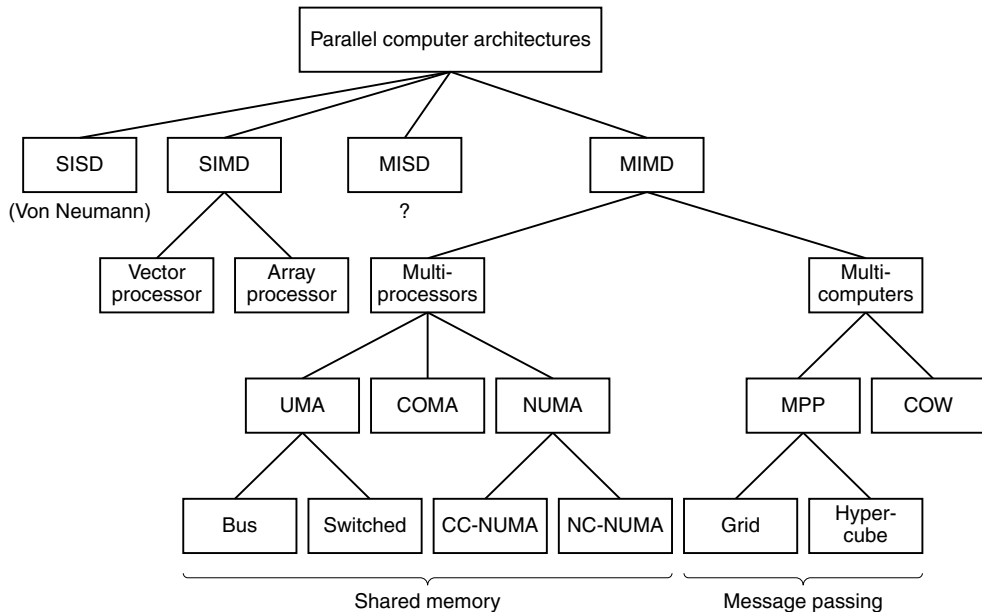 Parallel computer architectures
SISD
SIMD
MISD
MIMD
(Von Neumann)
?
Vector
processor
Array
processor
Multi-
processors
Multi-
computers
UMA
COMA
NUMA
MPP
COW
Bus
Switched
CC-NUMA
NC-NUMA
Grid
Hyper-
cube
Shared memory
Message passing